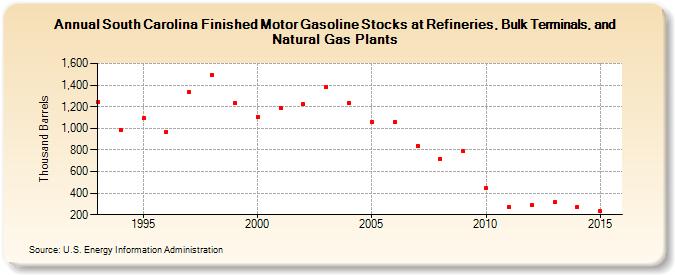 Annual South Carolina Finished Motor Gasoline Stocks at Refineries, Bulk Terminals, and
Natural Gas Plants
Thousand Barrels
1,600
1,400
1,200
1,000
800
600
400
200
1995 2000 2005 2010 2015
Source: U.S. Energy Information Administration